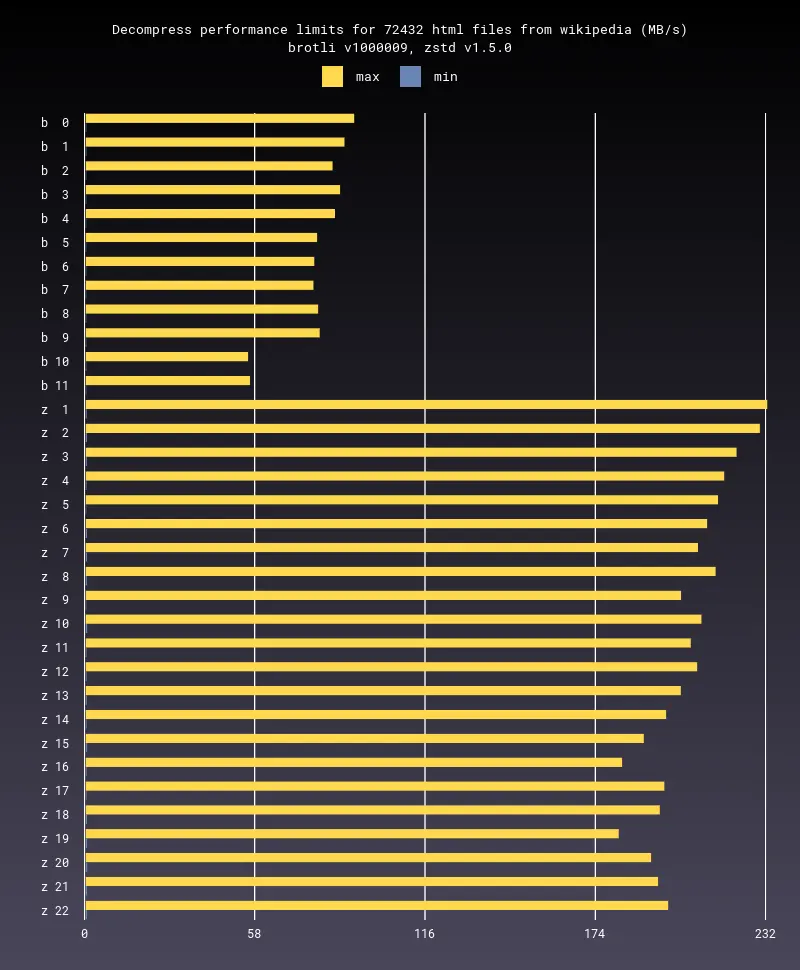 Decompress performance limits for 72432 html files from wikipedia (MB/s)
brotli v1000009, zstd v1.5.0
max min
b 0
b 1
b 2
b 3
b 4
b 5
b 6
b 7
b 8
b 9
b 10
b 11
z 1
z 2
z 3
z 4
z 5
z 6
z 7
z 8
z 9
z 10
z 11
z 12
z 13
z 14
z 15
z 16
z 17
z 18
z 19
z 20
z 21
z 22
0 58 116 174 232